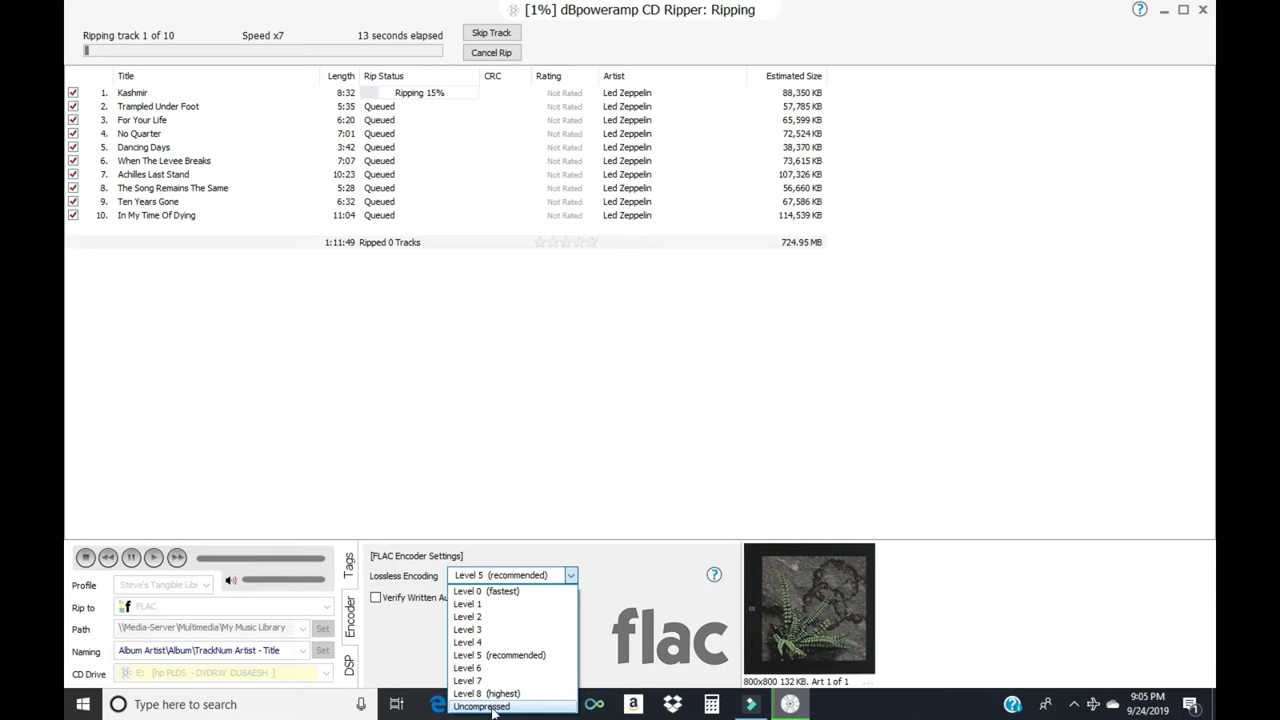 [1%] dBpoweramp CD Ripper: Ripping
Ripping track 1 of 10 Speed x7 13 seconds elapsed Skip Track
Cancel Rip
Title Length Rip Status CRC Rating Artist Estimated Size
1. Kashmir 8:32 Ripping 15% Not Rated Led Zeppelin 88,350 KB
2. Trampled Under Foot 5:35 Queued Not Rated Led Zeppelin 57,785 KB
3. For Your Life 6:20 Queued Not Rated Led Zeppelin 65,599 KB
4. No Quarter 7:01 Queued Not Rated Led Zeppelin 72,524 KB
5. Dancing Days 3:42 Queued Not Rated Led Zeppelin 38,370 KB
6. When The Levee Breaks 7:07 Queued Not Rated Led Zeppelin 73,615 KB
7. Achilles Last Stand 10:23 Queued Not Rated Led Zeppelin 107,326 KB
8. The Song Remains The Same 5:28 Queued Not Rated Led Zeppelin 56,660 KB
9. Ten Years Gone 6:32 Queued Not Rated Led Zeppelin 67,586 KB
10. In My Time Of Dying 11:04 Queued Not Rated Led Zeppelin 114,539 KB
1:11:49 Ripped 0 Tracks 724.95 MB
Profile Steve's Tangible Libr
Rip to FLAC
Path \\Media-Server\Multimedia\My Music Library Set
Naming Album Artist\Album\TrackNum Artist - Title Set
CD Drive E: [hp PLDS - DVDRW DU8AESH ]
Tags
Encoder
DSP
[FLAC Encoder Settings]
Lossless Encoding Level 5 (recommended)
Verify Written Au
Level 0 (fastest)
Level 1
Level 2
Level 3
Level 4
Level 5 (recommended)
Level 6
Level 7
Level 8 (highest)
Uncompressed
flac
800x800 132 KB. Art 1 of 1
Type here to search
9:05 PM
9/24/2019